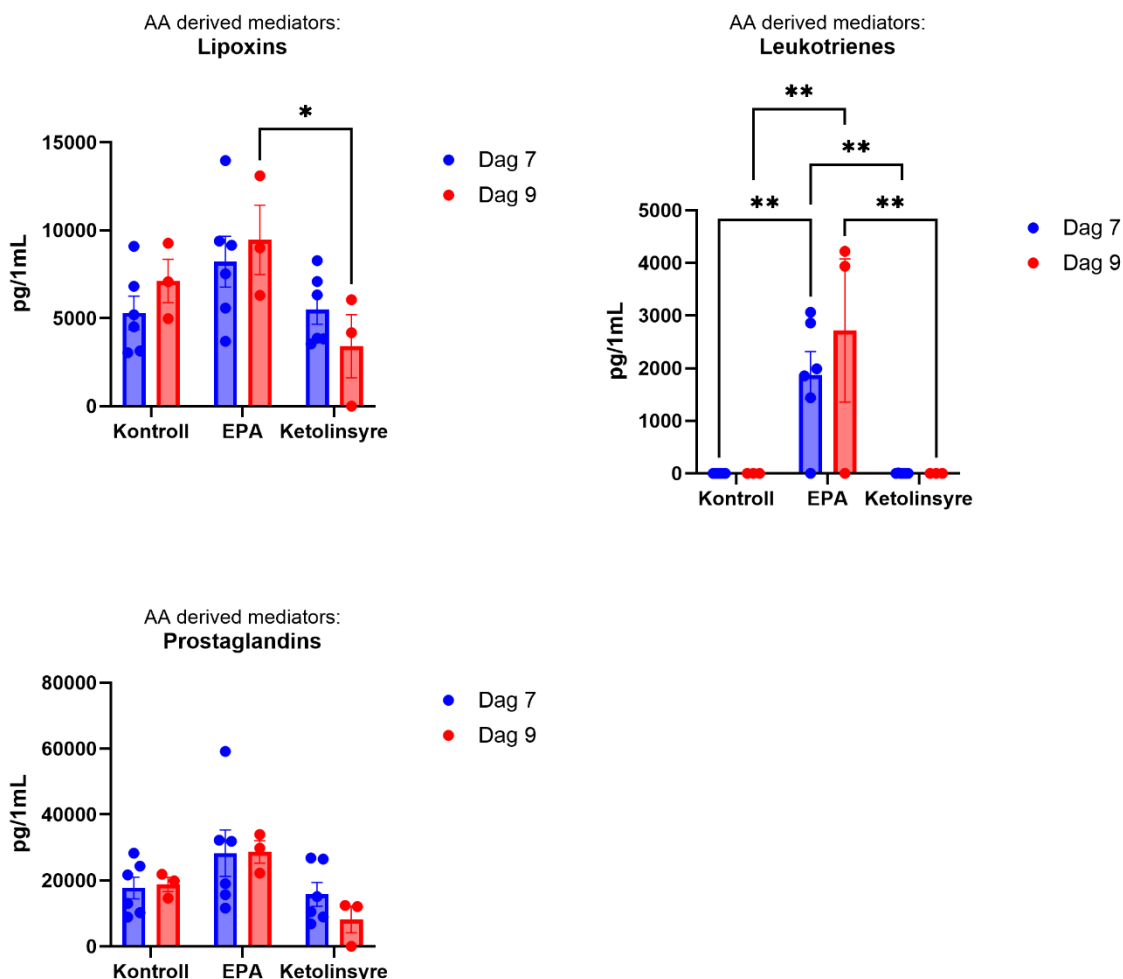 AA derived mediators:
Lipoxins
*
15000
10000
5000
0
pg/1mL
Kontroll EPA Ketolinsyre
Dag 7
Dag 9
AA derived mediators:
Leukotrienes
**
**
** **
5000
4000
3000
2000
1000
0
pg/1mL
Kontroll EPA Ketolinsyre
Dag 7
Dag 9
AA derived mediators:
Prostaglandins
80000
60000
40000
20000
0
pg/1mL
Kontroll EPA Ketolinsyre
Dag 7
Dag 9